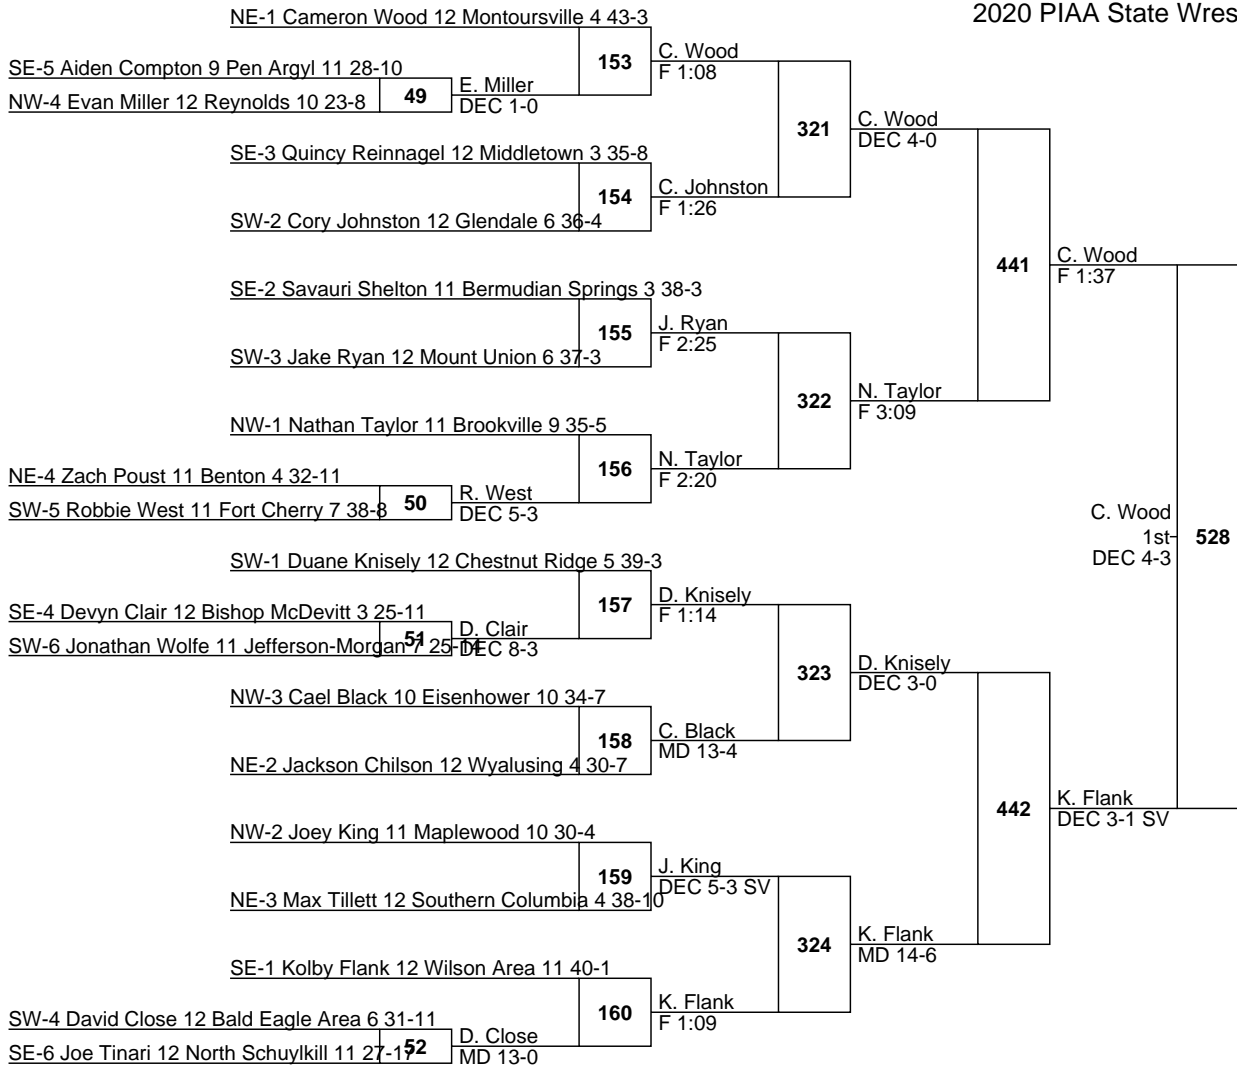 2020 PIAA State Wres
NE-1 Cameron Wood 12 Montoursville 4 43-3
153
C. Wood
F 1:08
SE-5 Aiden Compton 9 Pen Argyl 11 28-10
49
E. Miller
DEC 1-0
NW-4 Evan Miller 12 Reynolds 10 23-8
321
C. Wood
DEC 4-0
SE-3 Quincy Reinnagel 12 Middletown 3 35-8
154
C. Johnston
F 1:26
SW-2 Cory Johnston 12 Glendale 6 36-4
441
C. Wood
F 1:37
SE-2 Savauri Shelton 11 Bermudian Springs 3 38-3
155
J. Ryan
F 2:25
SW-3 Jake Ryan 12 Mount Union 6 37-3
322
N. Taylor
F 3:09
NW-1 Nathan Taylor 11 Brookville 9 35-5
156
N. Taylor
F 2:20
NE-4 Zach Poust 11 Benton 4 32-11
50
R. West
DEC 5-3
SW-5 Robbie West 11 Fort Cherry 7 38-8
C. Wood
1st
DEC 4-3
528
SW-1 Duane Knisely 12 Chestnut Ridge 5 39-3
157
D. Knisely
F 1:14
SE-4 Devyn Clair 12 Bishop McDevitt 3 25-11
51
D. Clair
DEC 8-3
SW-6 Jonathan Wolfe 11 Jefferson-Morgan 7 25-14
323
D. Knisely
DEC 3-0
NW-3 Cael Black 10 Eisenhower 10 34-7
158
C. Black
MD 13-4
NE-2 Jackson Chilson 12 Wyalusing 4 30-7
442
K. Flank
DEC 3-1 SV
NW-2 Joey King 11 Maplewood 10 30-4
159
J. King
DEC 5-3 SV
NE-3 Max Tillett 12 Southern Columbia 4 38-10
324
K. Flank
MD 14-6
SE-1 Kolby Flank 12 Wilson Area 11 40-1
160
K. Flank
F 1:09
SW-4 David Close 12 Bald Eagle Area 6 31-11
52
D. Close
MD 13-0
SE-6 Joe Tinari 12 North Schuylkill 11 27-17